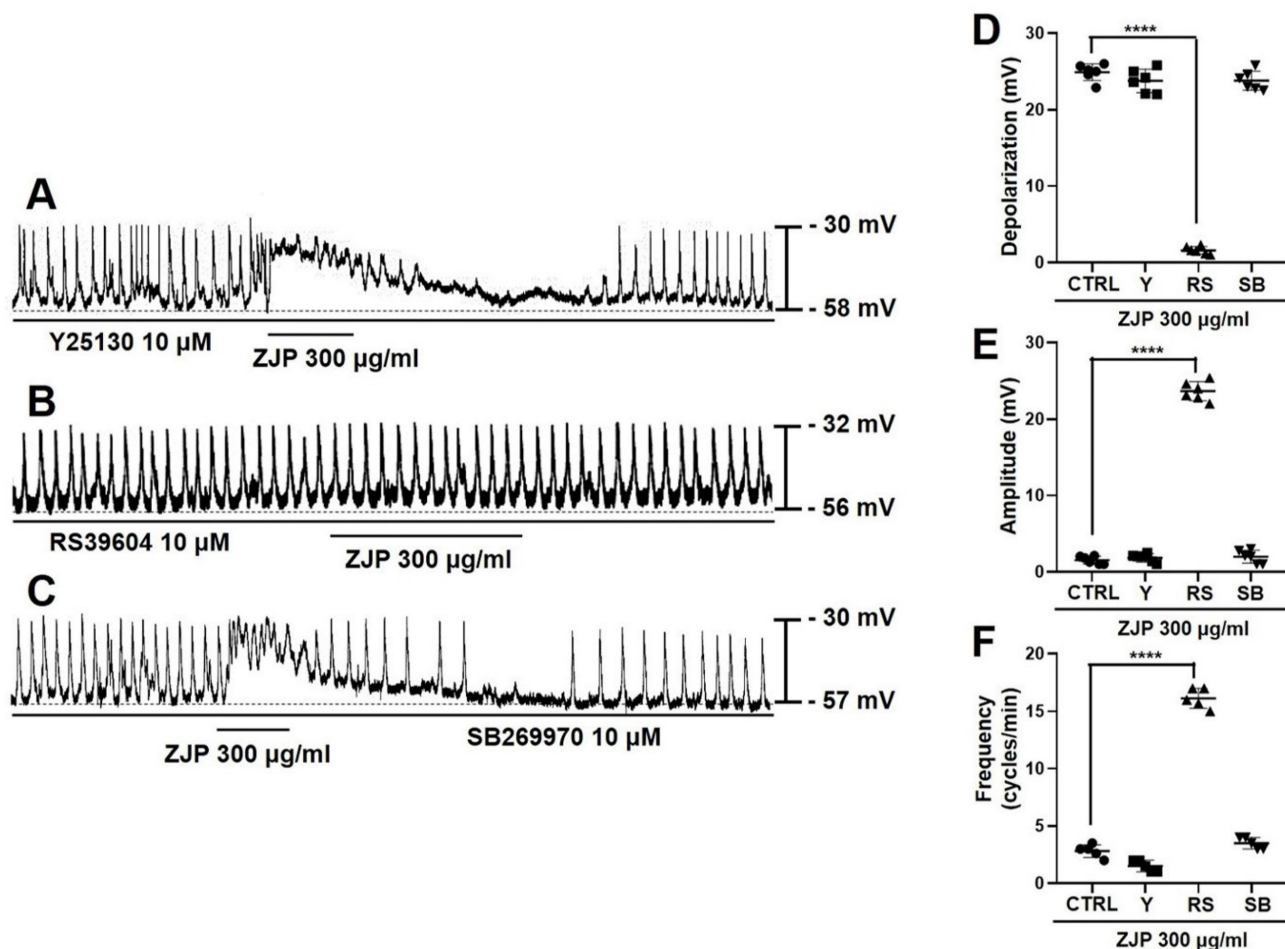 A
- 30 mV
- 58 mV
Y25130 10 μM
ZJP 300 μg/ml
B
- 32 mV
- 56 mV
RS39604 10 μM
ZJP 300 μg/ml
C
- 30 mV
- 57 mV
ZJP 300 μg/ml
SB269970 10 μM
D
Depolarization (mV)
30
20
10
0
****
CTRL Y RS SB
ZJP 300 μg/ml
E
Amplitude (mV)
30
20
10
0
****
CTRL Y RS SB
ZJP 300 μg/ml
F
Frequency
(cycles/min)
20
15
10
5
0
****
CTRL Y RS SB
ZJP 300 μg/ml